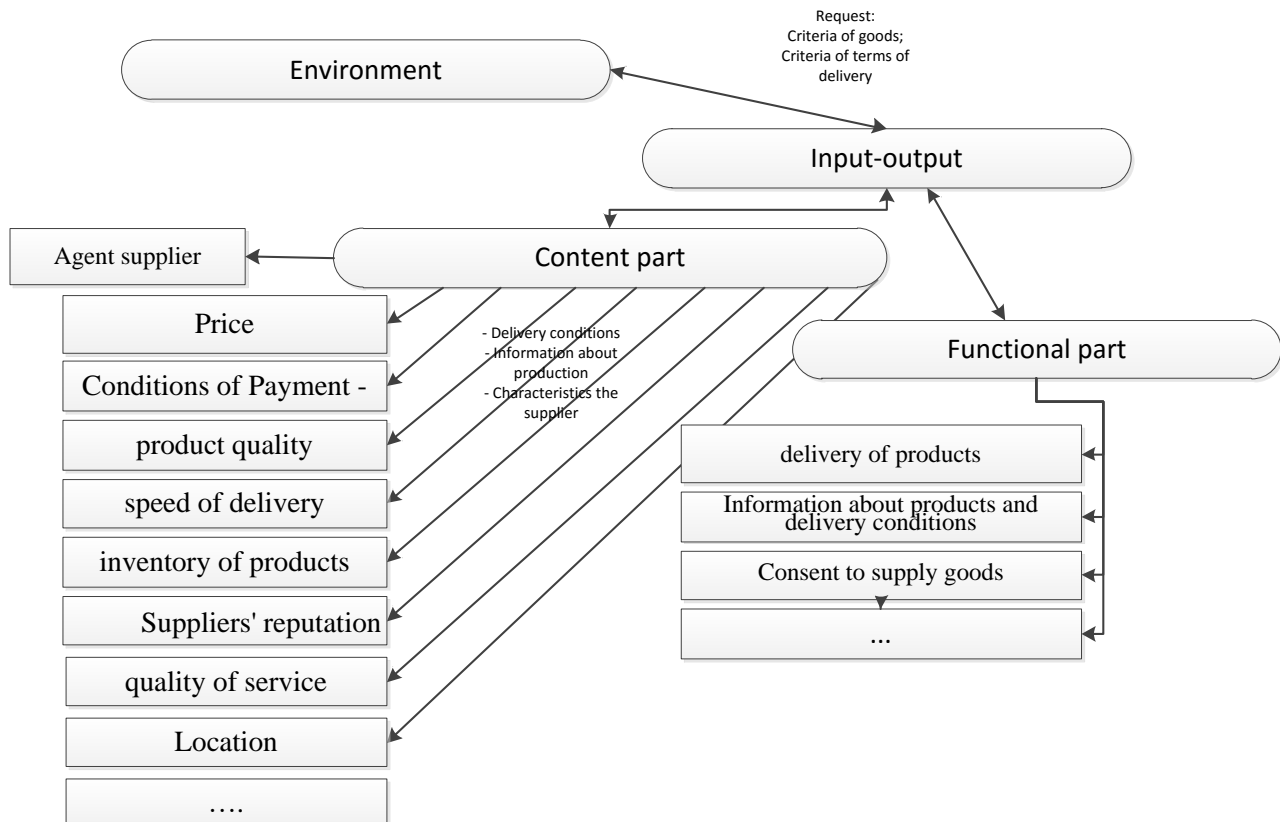 Request:
Criteria of goods;
Criteria of terms of
delivery
Environment
Input-output
Agent supplier
Content part
Price
Conditions of Payment -
product quality
speed of delivery
inventory of products
Suppliers' reputation
quality of service
Location
….
- Delivery conditions
- Information about
production
- Characteristics the
supplier
Functional part
delivery of products
Information about products and
delivery conditions
Consent to supply goods
...